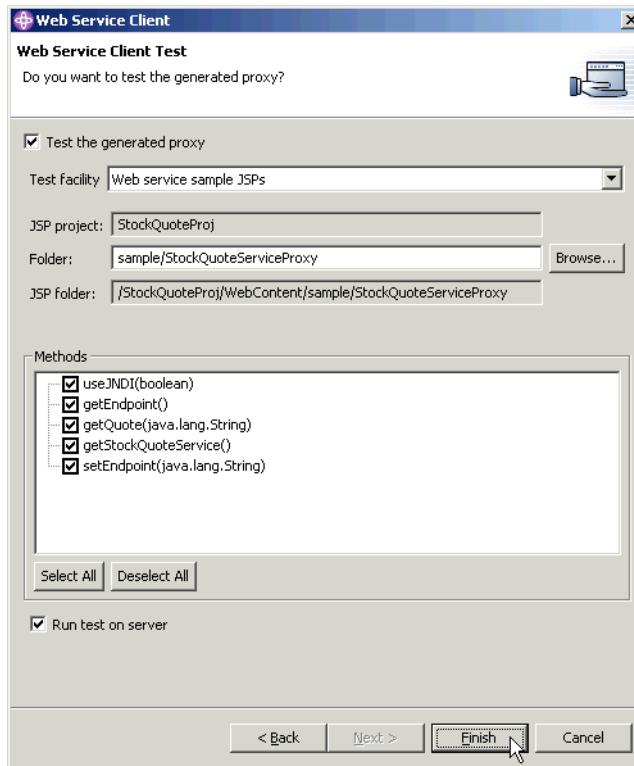 Web Service Client
Web Service Client Test
Do you want to test the generated proxy?
Test the generated proxy
Test facility Web service sample JSPs
JSP project: StockQuoteProj
Folder: sample/StockQuoteServiceProxy Browse...
JSP folder: /StockQuoteProj/WebContent/sample/StockQuoteServiceProxy
Methods
useJNDI(boolean)
getEndpoint()
getQuote(java.lang.String)
getStockQuoteService()
setEndpoint(java.lang.String)
Select All Deselect All
Run test on server
< Back Next > Finish Cancel